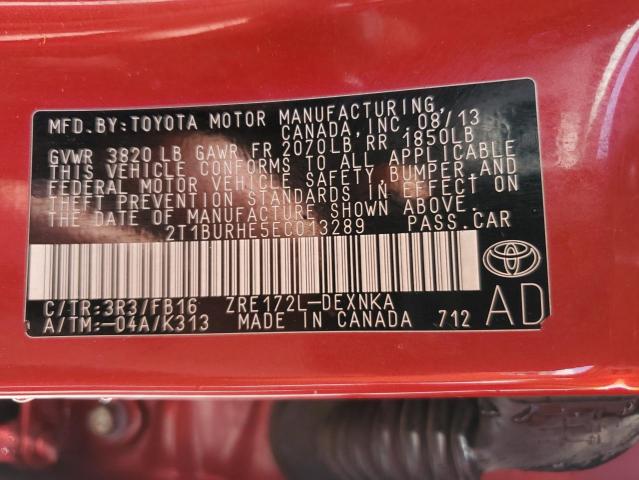 MFD.BY:TOYOTA MOTOR MANUFACTURING,
CANADA, INC. 08/13
GVWR 3820 LB GAWR FR 2070LB,RR 1850LB
THIS VEHICLE CONFORMS TO ALL APPLICABLE
FEDERAL MOTOR VEHICLE SAFETY, BUMPER,AND
THEFT PREVENTION STANDARDS IN EFFECT ON
THE DATE OF MANUFACTURE SHOWN ABOVE.
2T1BURHE5EC013289 PASS.CAR
C/TR:3R3/FB16 ZRE172L-DEXNKA
A/TM:-04A/K313 MADE IN CANADA 712
AD